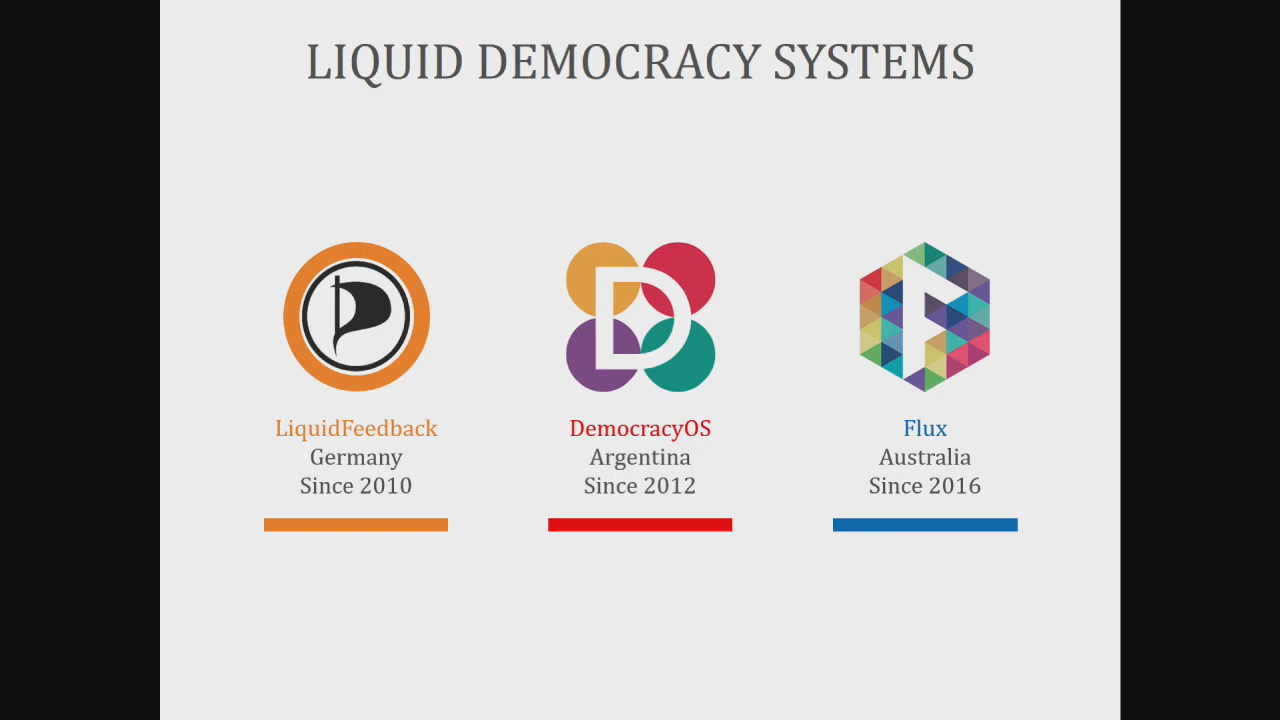 LIQUID DEMOCRACY SYSTEMS
LiquidFeedback
Germany
Since 2010
DemocracyOS
Argentina
Since 2012
Flux
Australia
Since 2016